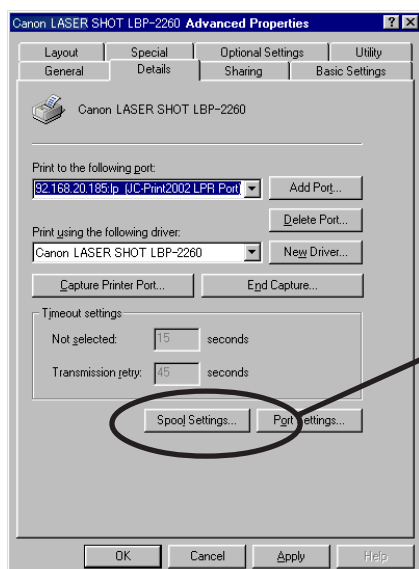 Canon LASER SHOT LBP-2260 Advanced Properties
Layout Special Optional Settings Utility
General Details Sharing Basic Settings
Canon LASER SHOT LBP-2260
Print to the following port:
92.168.20.185:lp (JC-Print2002 LPR Port)
Add Port...
Delete Port...
Print using the following driver:
Canon LASER SHOT LBP-2260
New Driver...
Capture Printer Port... End Capture...
Timeout settings
Not selected: 15 seconds
Transmission retry: 45 seconds
Spool Settings... Port Settings...
OK Cancel Apply Help